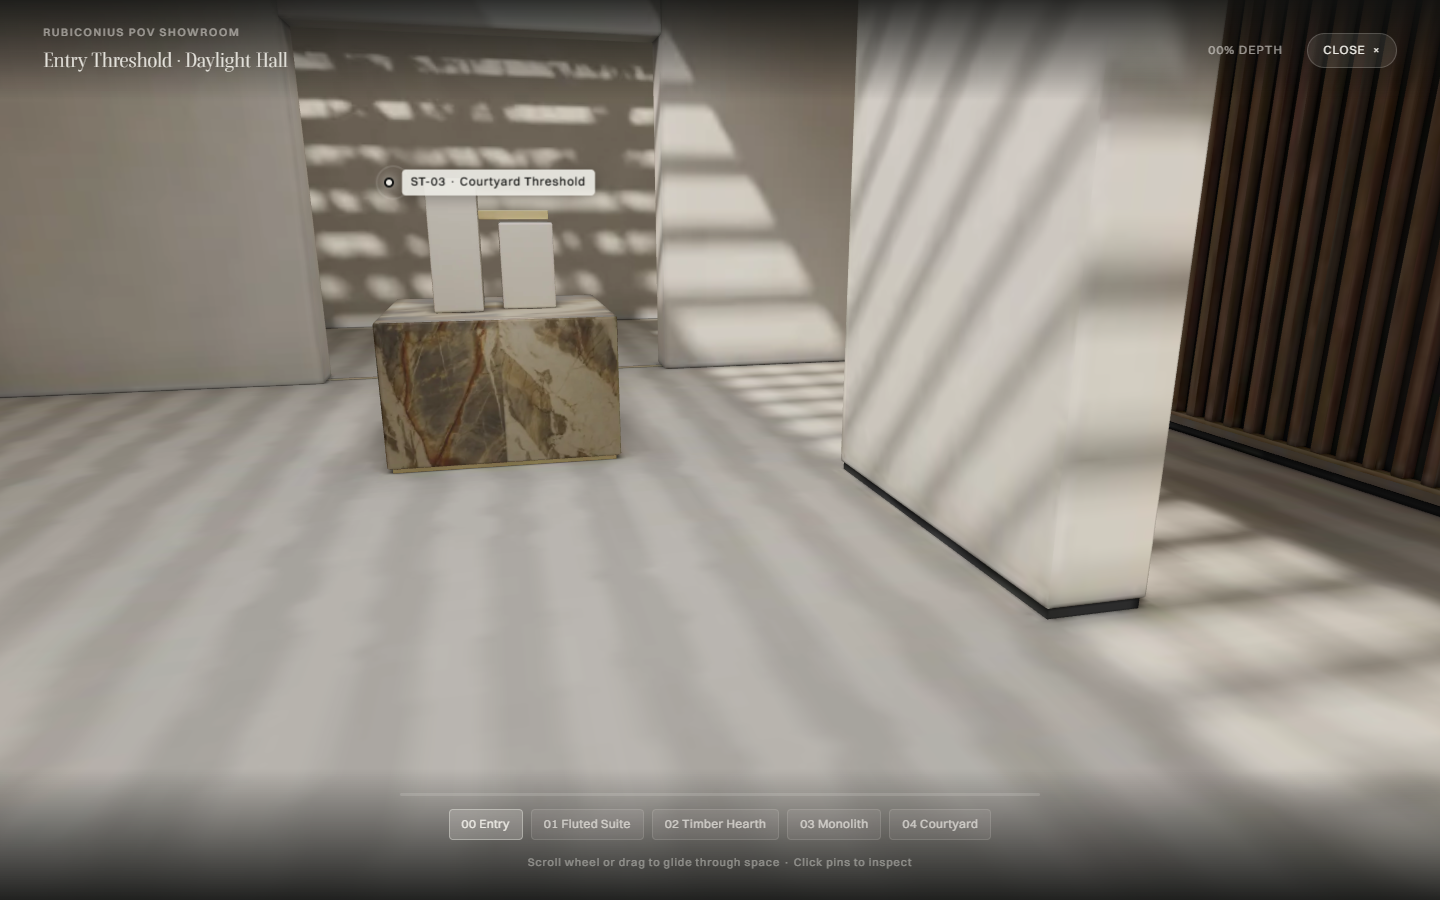 RUBICONIUS POV SHOWROOM
Entry Threshold · Daylight Hall
00% DEPTH
CLOSE ×
ST-03 · Courtyard Threshold
00 Entry
01 Fluted Suite
02 Timber Hearth
03 Monolith
04 Courtyard
Scroll wheel or drag to glide through space · Click pins to inspect